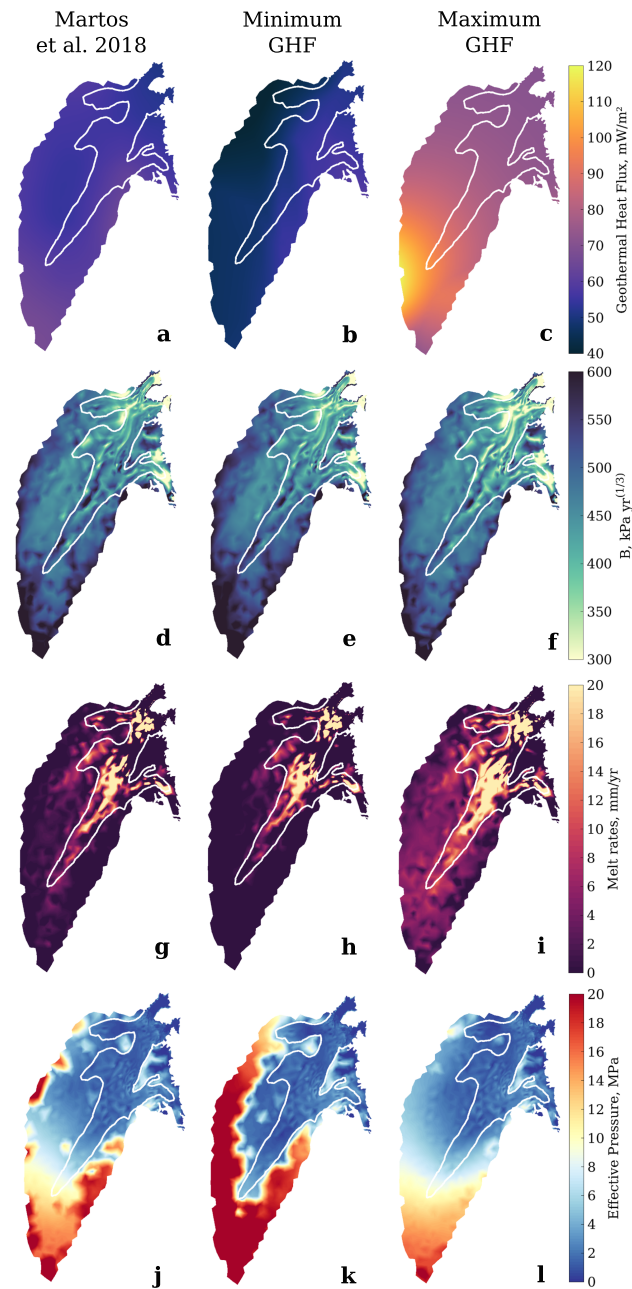 Martos
et al. 2018
Minimum
GHF
Maximum
GHF
120
110
100
90
80
70
60
50
40
Geothermal Heat Flux, mW/m²
a
b
c
600
550
500
450
400
350
300
B, kPa yr^(1/3)
d
e
f
20
18
16
14
12
10
8
6
4
2
0
Melt rates, mm/yr
g
h
i
20
18
16
14
12
10
8
6
4
2
0
Effective Pressure, MPa
j
k
l